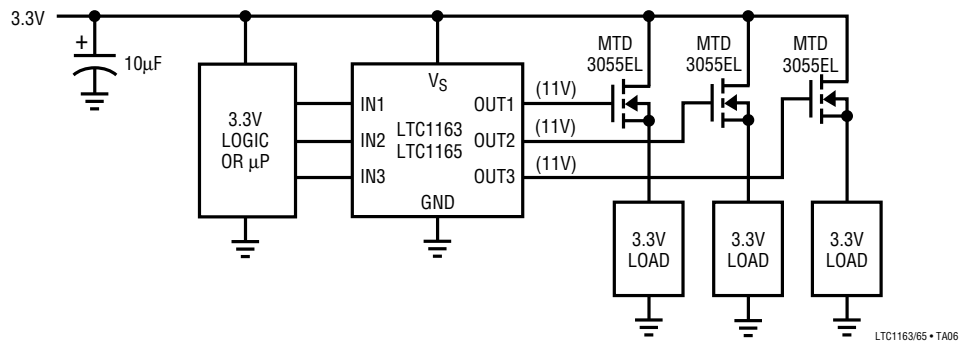 3.3V
+
10µF
3.3V
LOGIC
OR µP
IN1
IN2
IN3
VS
LTC1163
LTC1165
GND
OUT1
OUT2
OUT3
(11V)
(11V)
(11V)
MTD
3055EL
MTD
3055EL
MTD
3055EL
3.3V
LOAD
3.3V
LOAD
3.3V
LOAD
LTC1163/65 • TA06